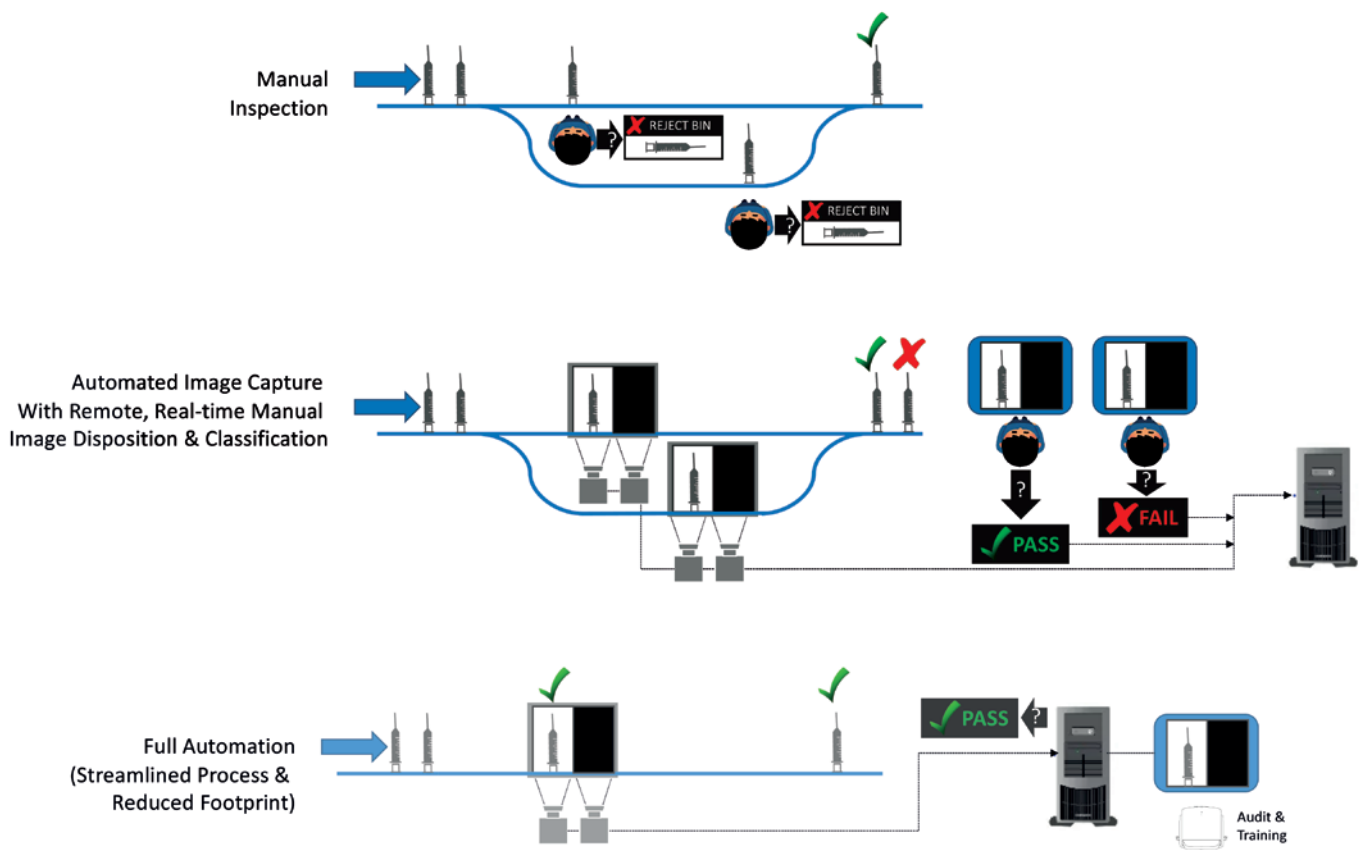 Manual
Inspection
?
REJECT BIN
?
REJECT BIN
Automated Image Capture
With Remote, Real-time Manual
Image Disposition & Classification
?
?
FAIL
PASS
Full Automation
(Streamlined Process &
Reduced Footprint)
PASS
?
Audit &
Training